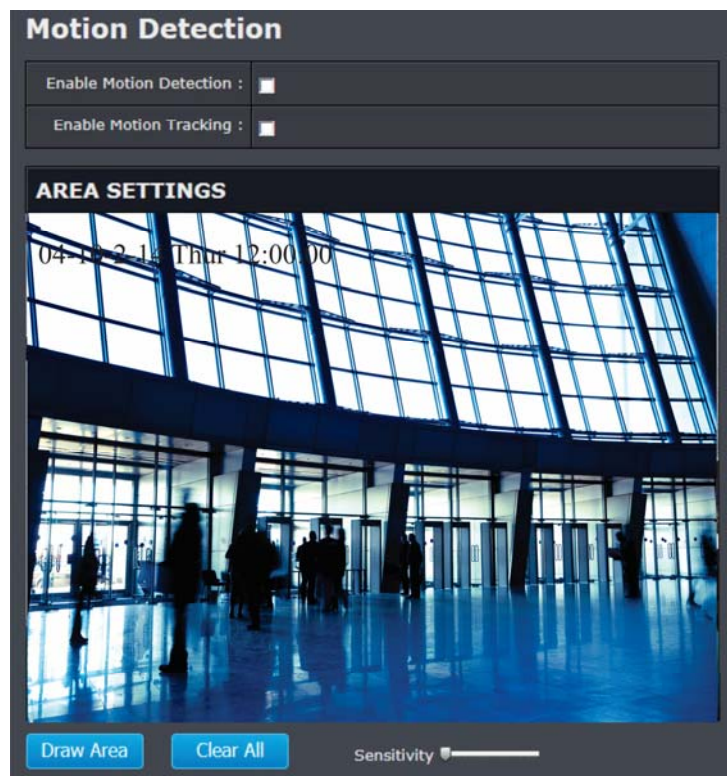 Motion Detection
Enable Motion Detection :
Enable Motion Tracking :
AREA SETTINGS
Thur 12:00:00
Draw Area
Clear All
Sensitivity